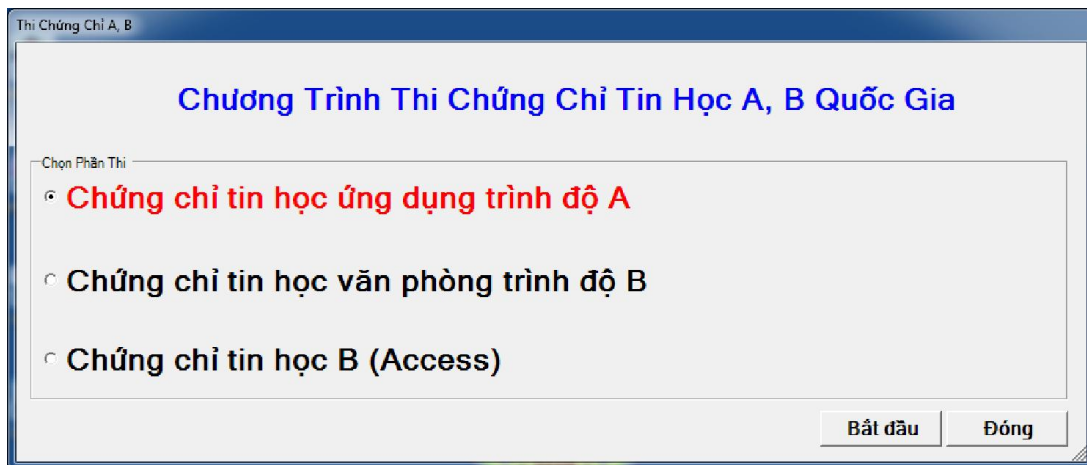 Thi Chứng Chỉ A, B
Chương Trình Thi Chứng Chỉ Tin Học A, B Quốc Gia
Chọn Phần Thi
Chứng chỉ tin học ứng dụng trình độ A
Chứng chỉ tin học văn phòng trình độ B
Chứng chỉ tin học B (Access)
Bắt đầu Đóng